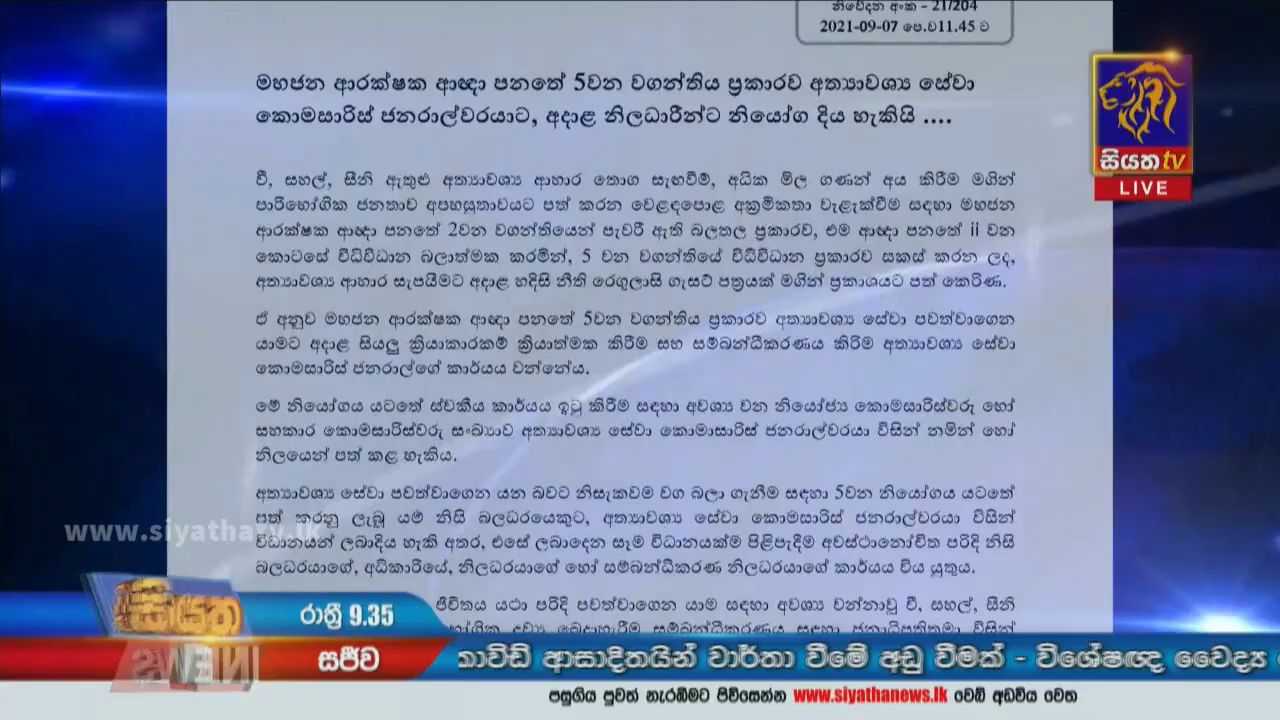 නිවේදන අංක - 21/204
2021-09-07 පෙ.ව11.45 ට
මහජන ආරක්ෂක ආඥා පනතේ 5වන වගන්තිය ප්‍රකාරව අත්‍යාවශ්‍ය සේවා
කොමසාරිස් ජනරාල්වරයාට, අදාළ නිලධාරීන්ට නියෝග දිය හැකියි ....
වී, සහල්, සීනි ඇතුළු අත්‍යාවශ්‍ය ආහාර තොග සැඟවීම්, අධික මිල ගණන් අය කිරීම මගින්
පාරිභෝගික ජනතාව අපහසුතාවයට පත් කරන වෙළඳපොළ අක්‍රමිකතා වැළැක්වීම සඳහා මහජන
ආරක්ෂක ආඥා පනතේ 2වන වගන්තියෙන් පැවරී ඇති බලතල ප්‍රකාරව, එම ආඥා පනතේ ii වන
කොටසේ විධිවිධාන බලාත්මක කරමින්, 5 වන වගන්තියේ විධිවිධාන ප්‍රකාරව සකස් කරන ලද,
අත්‍යාවශ්‍ය ආහාර සැපයීමට අදාළ හදිසි නීති රෙගුලාසි ගැසට් පත්‍රයක් මගින් ප්‍රකාශයට පත් කෙරිණ.
ඒ අනුව මහජන ආරක්ෂක ආඥා පනතේ 5වන වගන්තිය ප්‍රකාරව අත්‍යාවශ්‍ය සේවා පවත්වාගෙන
යාමට අදාළ සියලු ක්‍රියාකාරකම් ක්‍රියාත්මක කිරීම සහ සම්බන්ධීකරණය කිරිම අත්‍යාවශ්‍ය සේවා
කොමසාරිස් ජනරාල්ගේ කාර්යය වන්නේය.
මේ නියෝගය යටතේ ස්වකීය කාර්යය ඉටු කිරීම සඳහා අවශ්‍ය වන නියෝජ්‍ය කොමසාරිස්වරු හෝ
සහකාර කොමසාරිස්වරු සංඛ්‍යාව අත්‍යාවශ්‍ය සේවා කොමාසාරිස් ජනරාල්වරයා විසින් නමින් හෝ
නිලයෙන් පත් කළ හැකිය.
අත්‍යාවශ්‍ය සේවා පවත්වාගෙන යන බවට නිසැකවම වග බලා ගැනීම සඳහා 5වන නියෝගය යටතේ
පත් කරනු ලැබූ යම් නිසි බලධරයෙකුට, අත්‍යාවශ්‍ය සේවා කොමසාරිස් ජනරාල්වරයා විසින්
විධානයන් ලබාදිය හැකි අතර, එසේ ලබාදෙන සෑම විධානයක්ම පිළිපැදීම අවස්ථානෝචිත පරිදි නිසි
බලධරයාගේ, අධිකාරියේ, නිලධරයාගේ හෝ සම්බන්ධීකරණ නිලධරයාගේ කාර්යය විය යුතුය.
ජීවිතය යථා පරිදි පවත්වාගෙන යාම සඳහා අවශ්‍ය වන්නාවූ වී, සහල්, සීනි
ද්‍රව්‍ය බෙදාහැරීම සම්බන්ධීකරණය සඳහා ජනාධිපතිතුමා විසින්
සියත tv
LIVE
www.siyathatv.lk
සියත
NEWS
රාත්‍රී 9.35
සජීව
කාවිඩ් ආසාදිතයින් වාර්තා වීමේ අඩු වීමක් - විශේෂඥ වෛද්‍ය
පසුගිය පුවත් නැරඹීමට පිවිසෙන්න www.siyathanews.lk වෙබ් අඩවිය වෙත